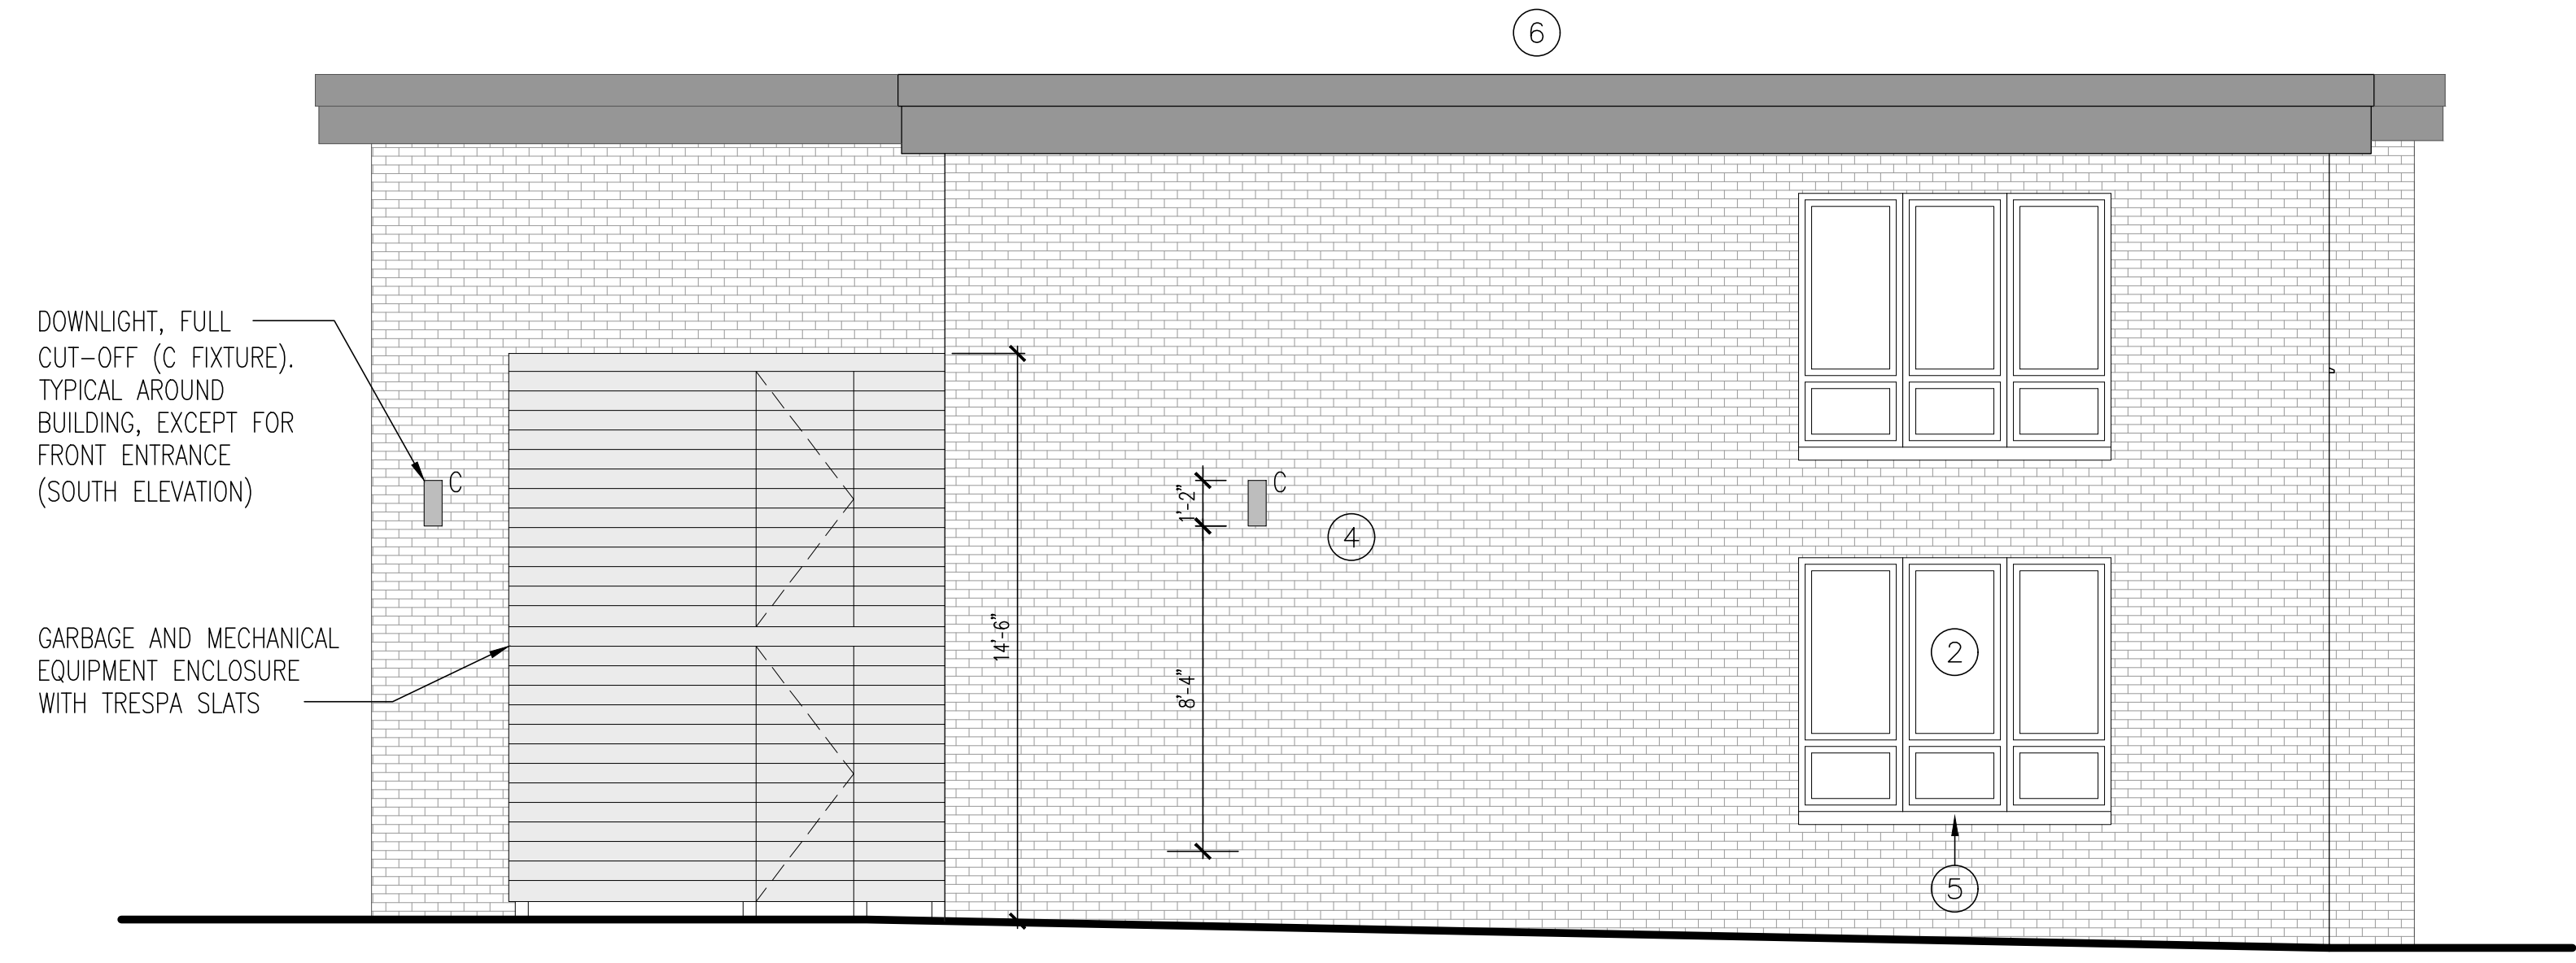 6
DOWNLIGHT, FULL
CUT-OFF (C FIXTURE).
TYPICAL AROUND
BUILDING, EXCEPT FOR
FRONT ENTRANCE
(SOUTH ELEVATION)
C
1'-2"
C
4
GARBAGE AND MECHANICAL
EQUIPMENT ENCLOSURE
WITH TRESPA SLATS
14'-6"
8'-4"
2
5